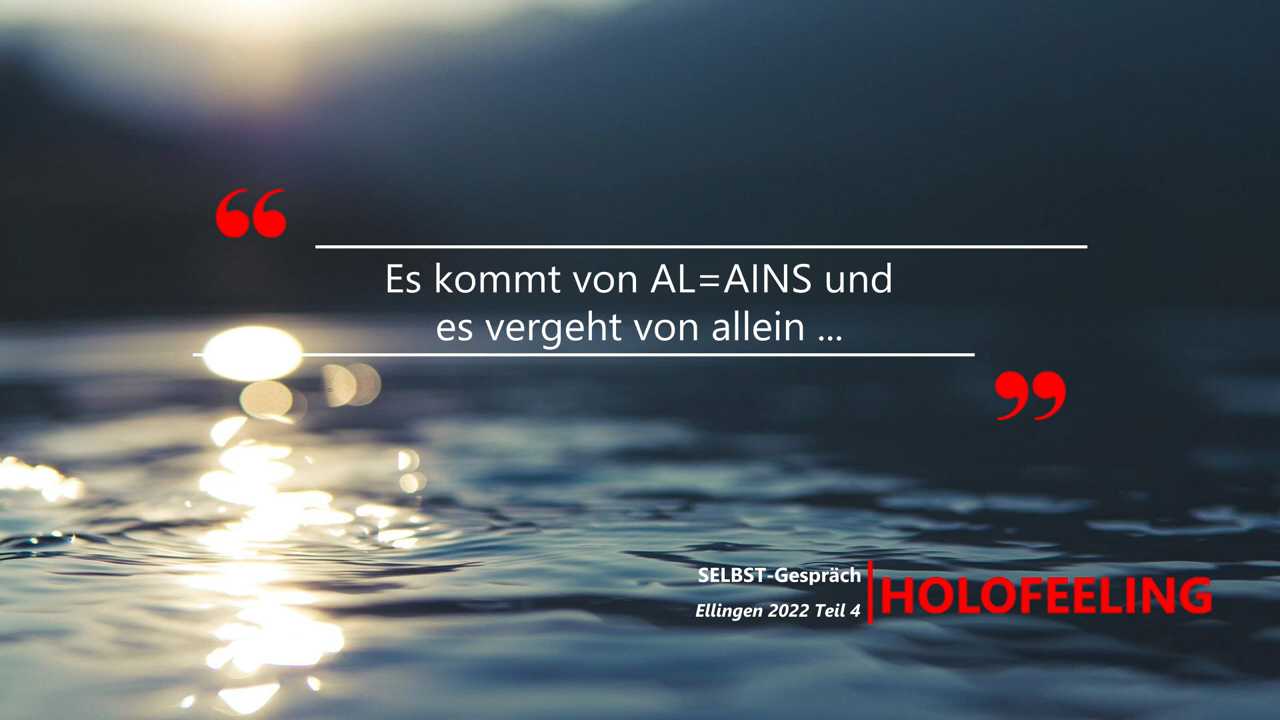 “
Es kommt von AL=AINS und
es vergeht von allein ...
”
SELBST-Gespräch
Ellingen 2022 Teil 4
HOLOFEELING